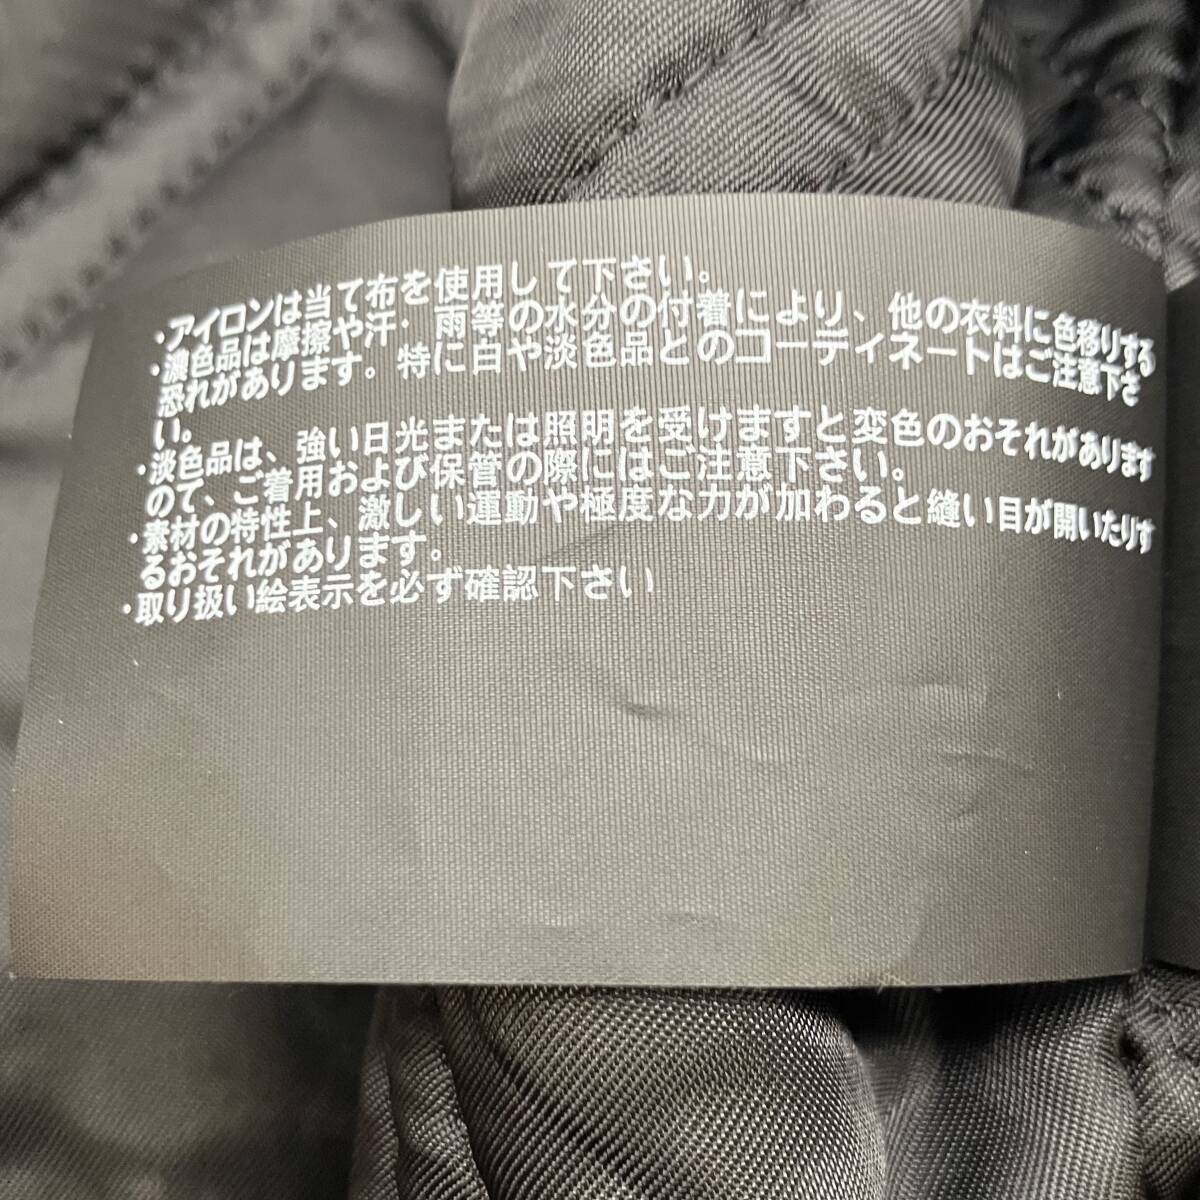 ・アイロンは当て布を使用して下さい。
・濃色品は摩擦や汗・雨等の水分の付着により、他の衣料に色移りする
恐れがあります。特に白や淡色品とのコーディネートはご注意下さ
い。
・淡色品は、強い日光または照明を受けますと変色のおそれがあります
ので、ご着用および保管の際にはご注意下さい。
・素材の特性上、激しい運動や極度な力が加わると縫い目が開いたりす
るおそれがあります。
・取り扱い絵表示を必ず確認下さい